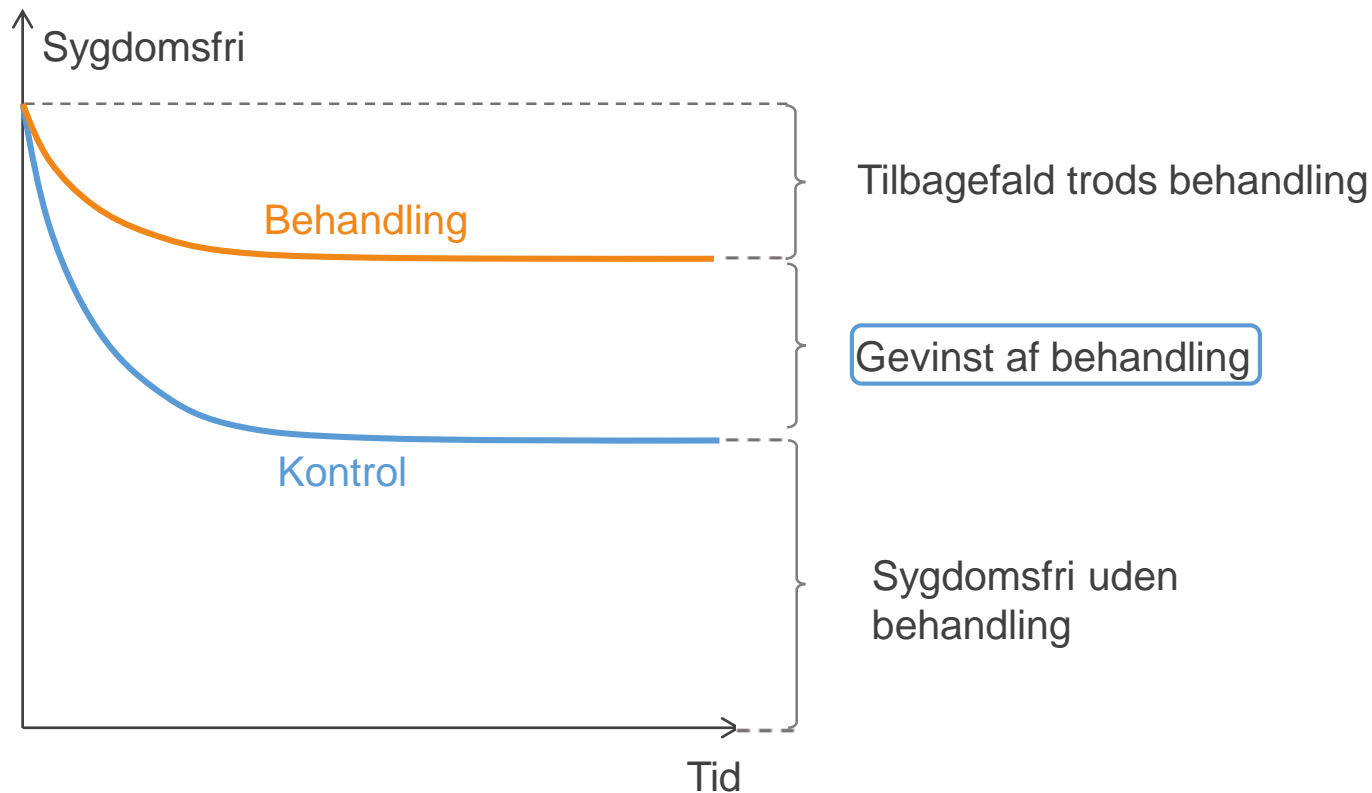 Sygdomsfri
Tilbagefald trods behandling
Behandling
Gevinst af behandling
Kontrol
Sygdomsfri uden
behandling
Tid